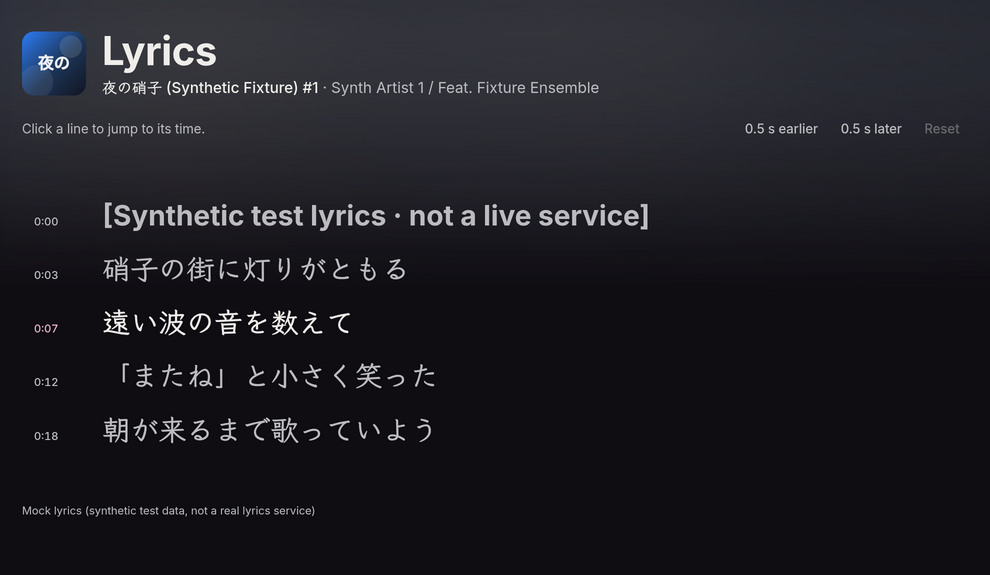 夜の
Lyrics
夜の硝子 (Synthetic Fixture) #1 · Synth Artist 1 / Feat. Fixture Ensemble
Click a line to jump to its time.
0.5 s earlier
0.5 s later
Reset
0:00 [Synthetic test lyrics · not a live service]
0:03 硝子の街に灯りがともる
0:07 遠い波の音を数えて
0:12 「またね」と小さく笑った
0:18 朝が来るまで歌っていよう
Mock lyrics (synthetic test data, not a real lyrics service)